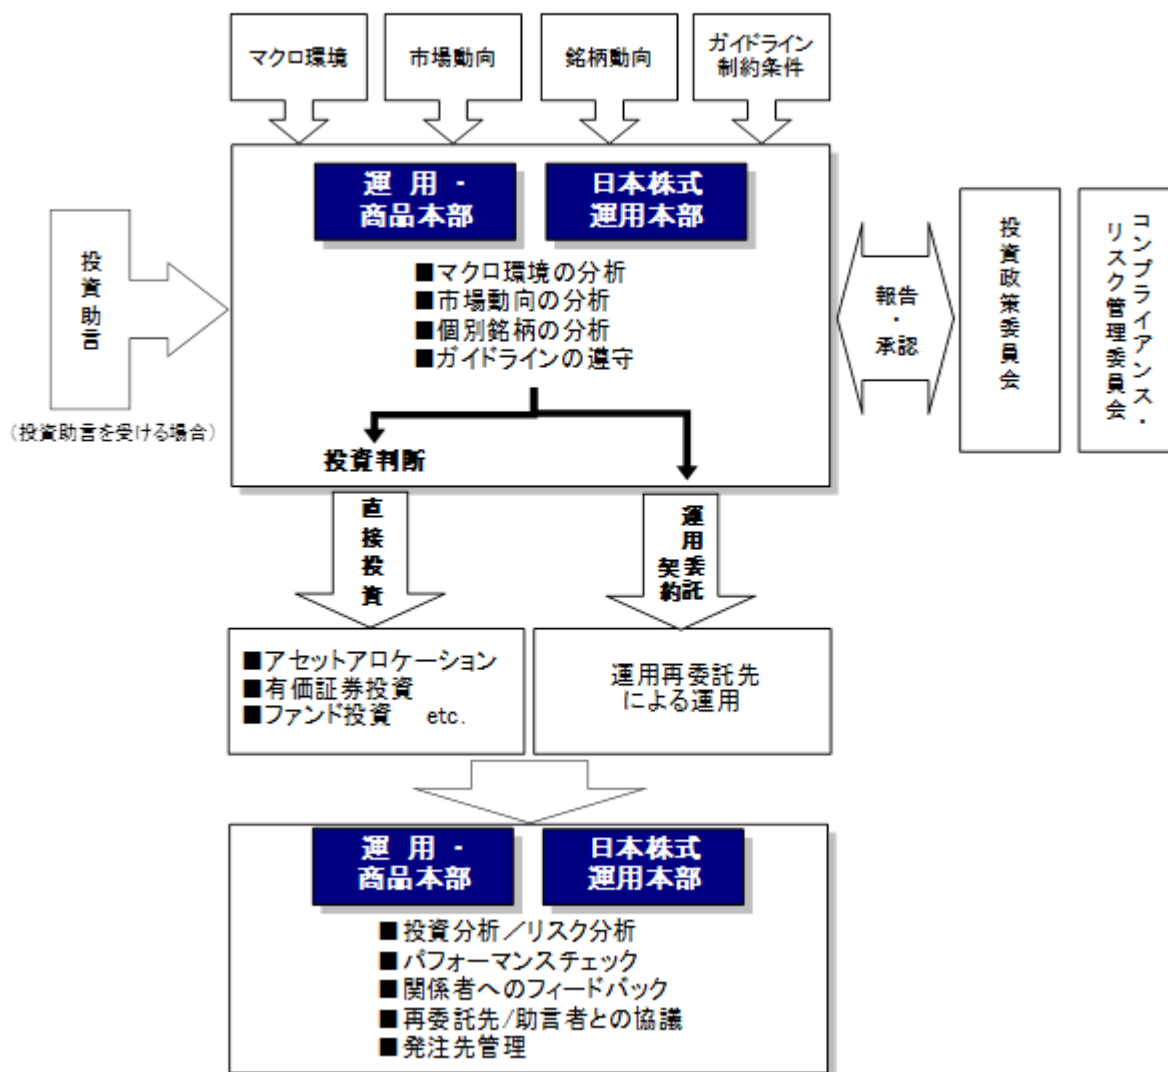 マクロ環境
市場動向
銘柄動向
ガイドライン
制約条件
運 用 -
商品本部
日本株式
運用本部
■マクロ環境の分析
■市場動向の分析
■個別銘柄の分析
■ガイドラインの遵守
投資助言
(投資助言を受ける場合)
報告
・
承認
投資政策委員会
コンプライアンス・
リスク管理委員会
投資判断
直接投資
運用委託
契約
■アセットアロケーション
■有価証券投資
■ファンド投資 etc.
運用再委託先
による運用
運 用 -
商品本部
日本株式
運用本部
■投資分析／リスク分析
■パフォーマンスチェック
■関係者へのフィードバック
■再委託先/助言者との協議
■発注先管理